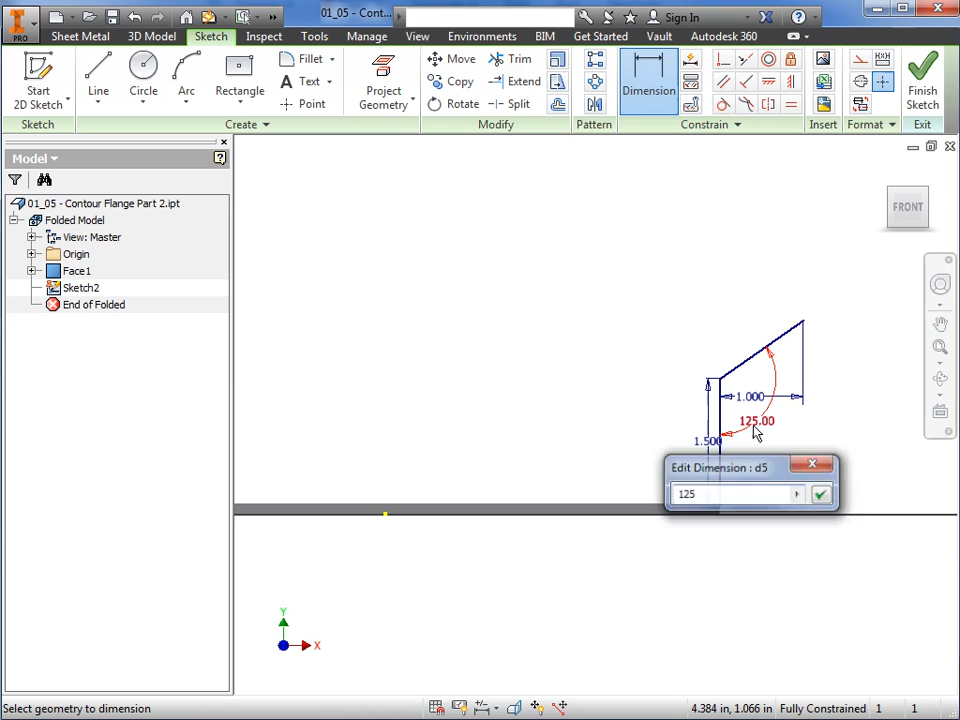 01_05 - Cont...
Sign In
PRO
Sheet Metal
3D Model
Sketch
Inspect
Tools
Manage
View
Environments
BIM
Get Started
Vault
Autodesk 360
Start
2D Sketch
Line
Circle
Arc
Rectangle
Fillet
Text
Point
Project
Geometry
Move
Copy
Rotate
Trim
Extend
Split
Dimension
Finish
Sketch
Sketch
Create
Modify
Pattern
Constrain
Insert
Format
Exit
Model
01_05 - Contour Flange Part 2.ipt
Folded Model
View: Master
Origin
Face1
Sketch2
End of Folded
FRONT
1.000
125.00
1.500
Edit Dimension : d5
125
Y
X
Select geometry to dimension
4.384 in, 1.066 in
Fully Constrained
1
1